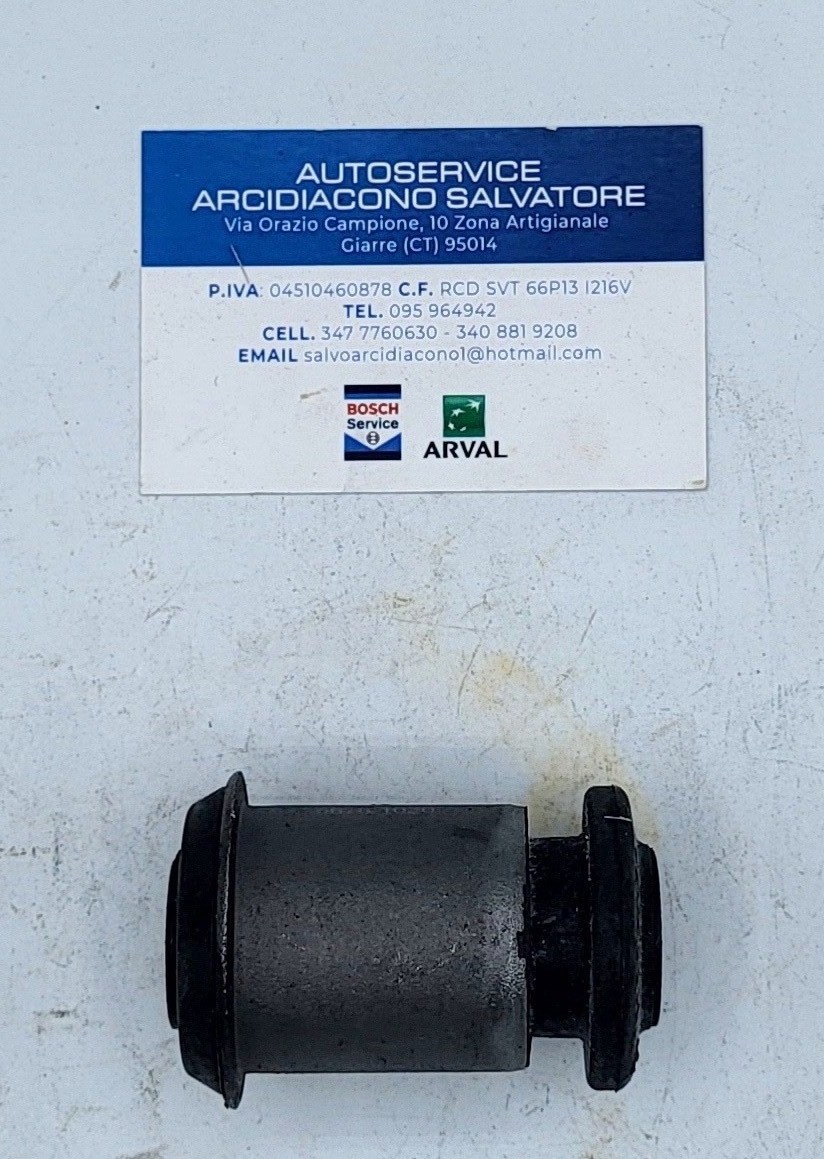 AUTOSERVICE
ARCIDIACONO SALVATORE
Via Orazio Campione, 10 Zona Artigianale
Giarre (CT) 95014
P.IVA: 04510460878 C.F. RCD SVT 66P13 I216V
TEL. 095 964942
CELL. 347 7760630 - 340 881 9208
EMAIL salvoarcidiacono1@hotmail.com
BOSCH
Service
ARVAL